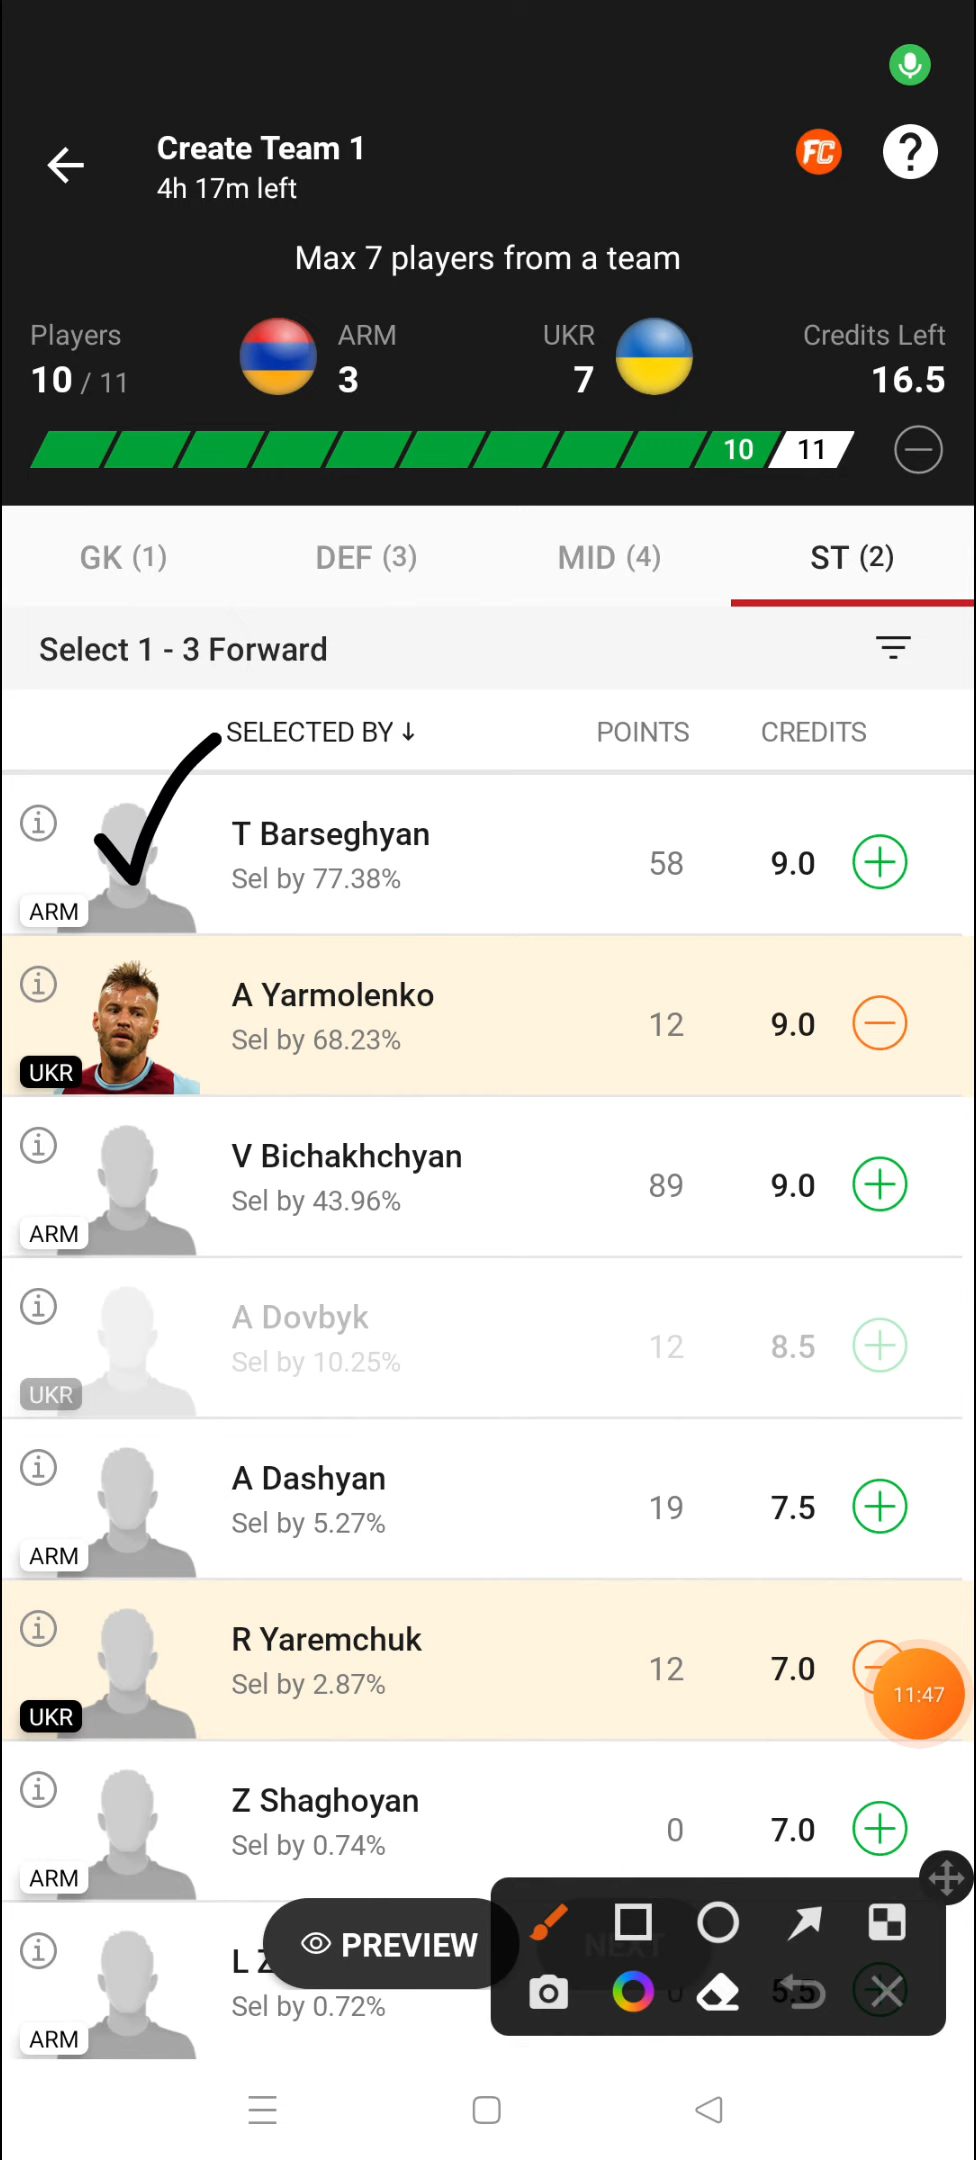 Create Team 1
4h 17m left
FC
?
Max 7 players from a team
Players
10 / 11
ARM
3
UKR
7
Credits Left
16.5
10
11
GK (1)
DEF (3)
MID (4)
ST (2)
Select 1 - 3 Forward
SELECTED BY ↓
POINTS
CREDITS
T Barseghyan
Sel by 77.38%
58
9.0
ARM
A Yarmolenko
Sel by 68.23%
12
9.0
UKR
V Bichakhchyan
Sel by 43.96%
89
9.0
ARM
A Dovbyk
Sel by 10.25%
12
8.5
UKR
A Dashyan
Sel by 5.27%
19
7.5
ARM
R Yaremchuk
Sel by 2.87%
12
7.0
UKR
11:47
Z Shaghoyan
Sel by 0.74%
0
7.0
ARM
PREVIEW
NEXT
L Z
Sel by 0.72%
5.5
ARM